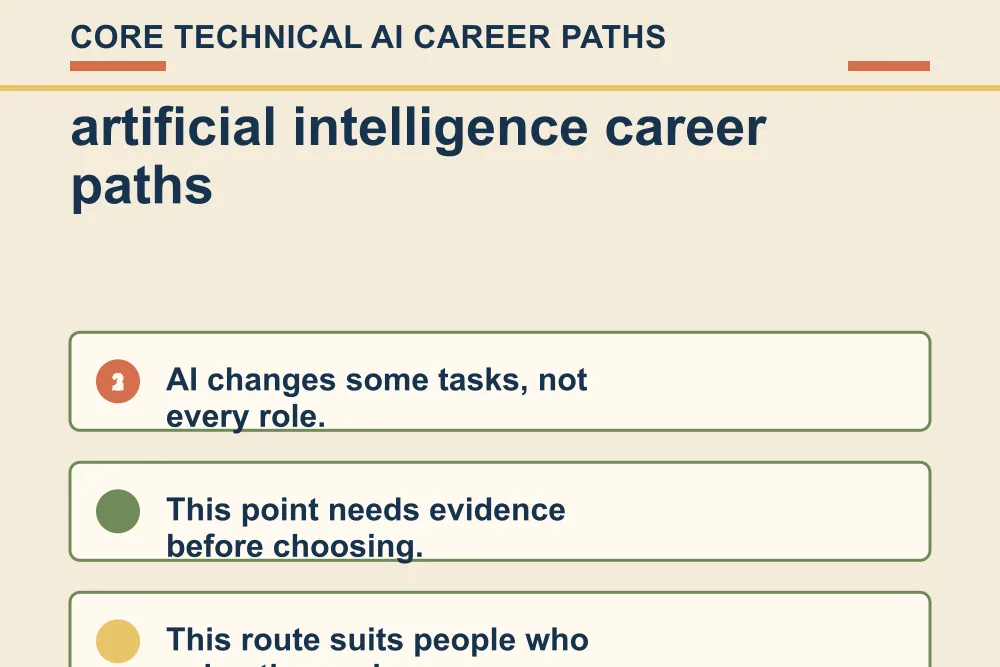 CORE TECHNICAL AI CAREER PATHS
artificial intelligence career
paths
AI changes some tasks, not
every role.
This point needs evidence
before choosing.
This route suits people who